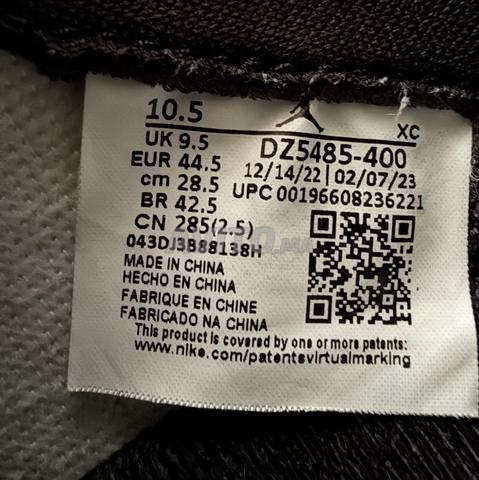 10.5
XC
UK 9.5
DZ5485-400
EUR 44.5
12/14/22 | 02/07/23
cm 28.5
UPC 00196608236221
BR 42.5
CN 285(2.5)
043DJ3B88138H
MADE IN CHINA
HECHO EN CHINA
FABRIQUE EN CHINE
FABRICADO NA CHINA
This product is covered by one or more patents:
www.nike.com/patentsvirtualmarking